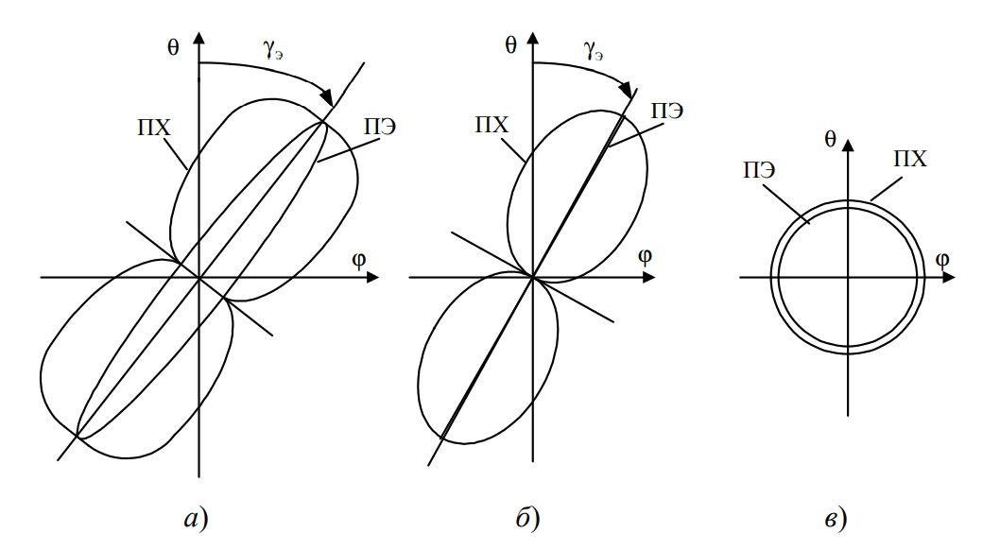 θ γэ θ γэ
ПХ ПЭ ПХ ПЭ θ ПХ
ПЭ
φ φ φ
а) б) в)